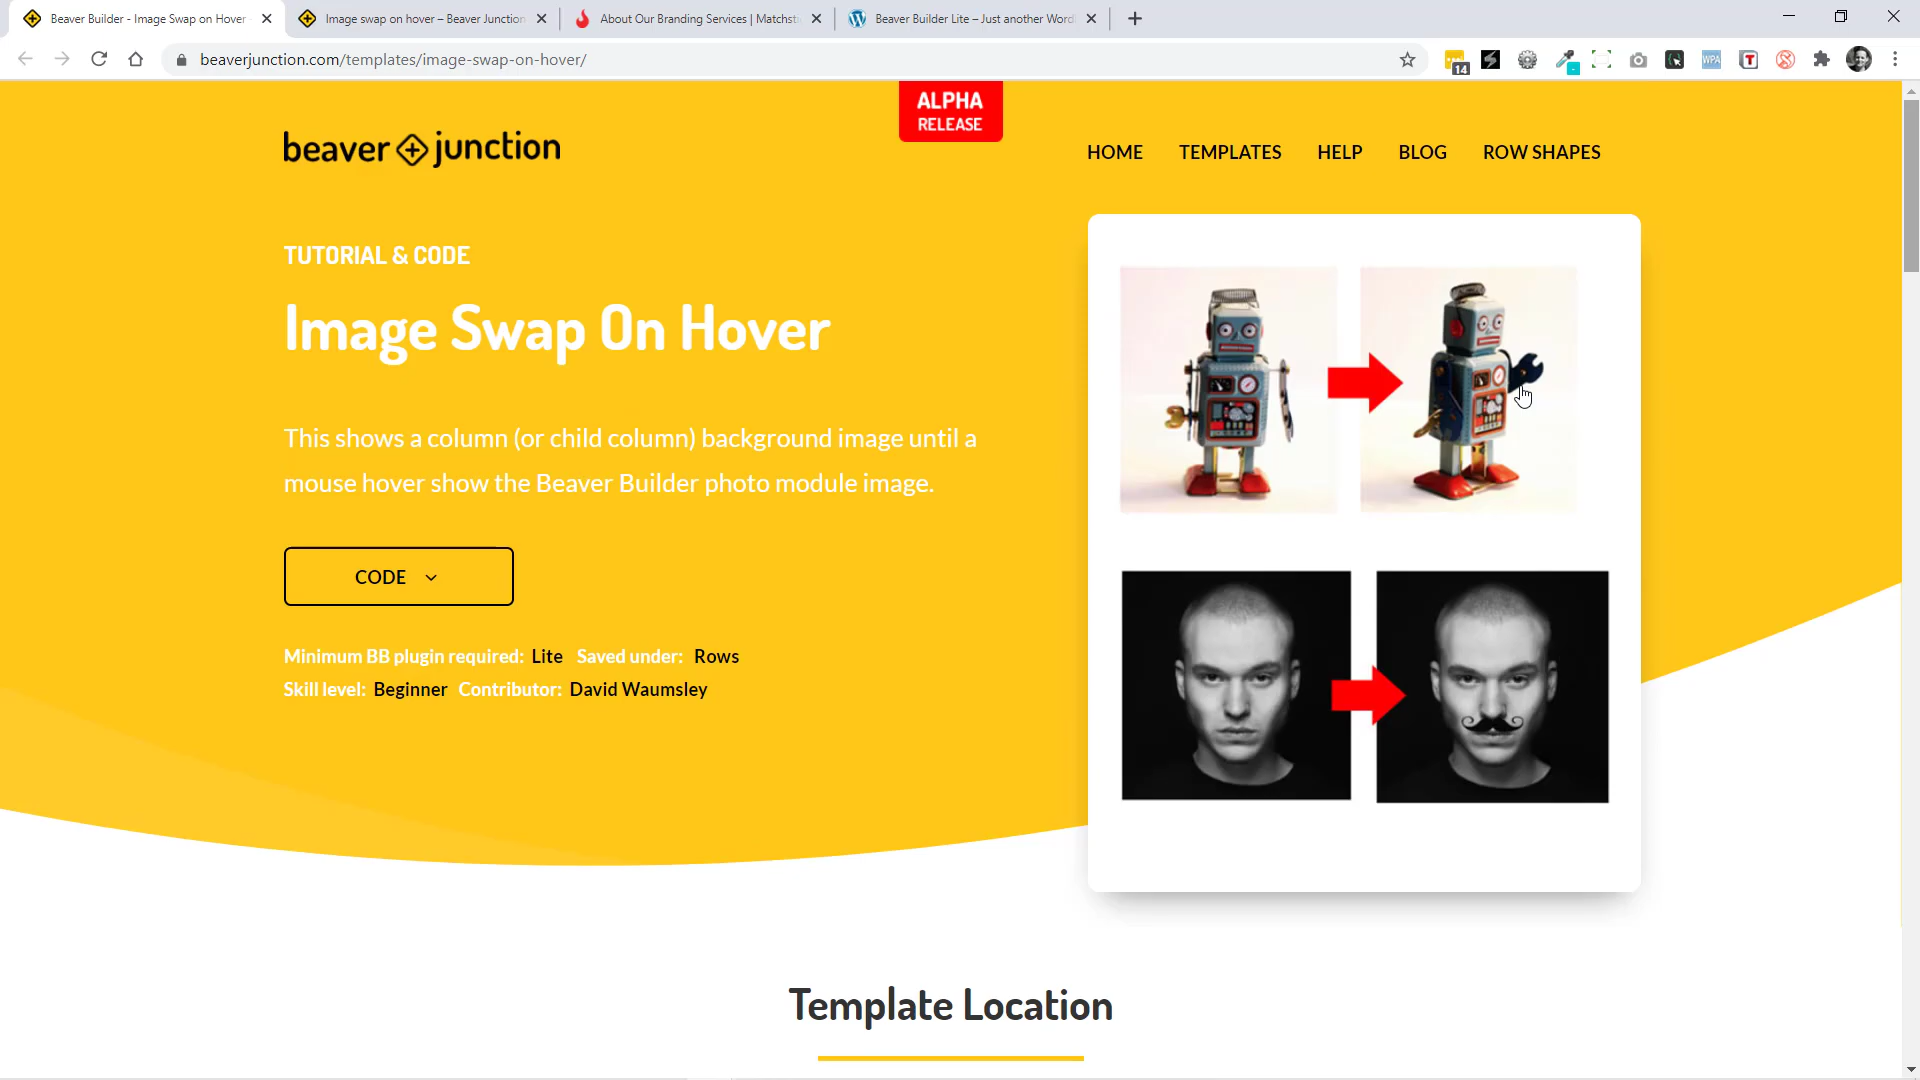 Beaver Builder - Image Swap on Hover
Image swap on hover – Beaver Junction
About Our Branding Services | Matchsti
Beaver Builder Lite – Just another Word
beaverjunction.com/templates/image-swap-on-hover/
14
WPA
T
ALPHA
RELEASE
beaver junction
HOME
TEMPLATES
HELP
BLOG
ROW SHAPES
TUTORIAL & CODE
Image Swap On Hover
This shows a column (or child column) background image until a
mouse hover show the Beaver Builder photo module image.
CODE
Minimum BB plugin required: Lite Saved under: Rows
Skill level: Beginner Contributor: David Waumsley
Template Location